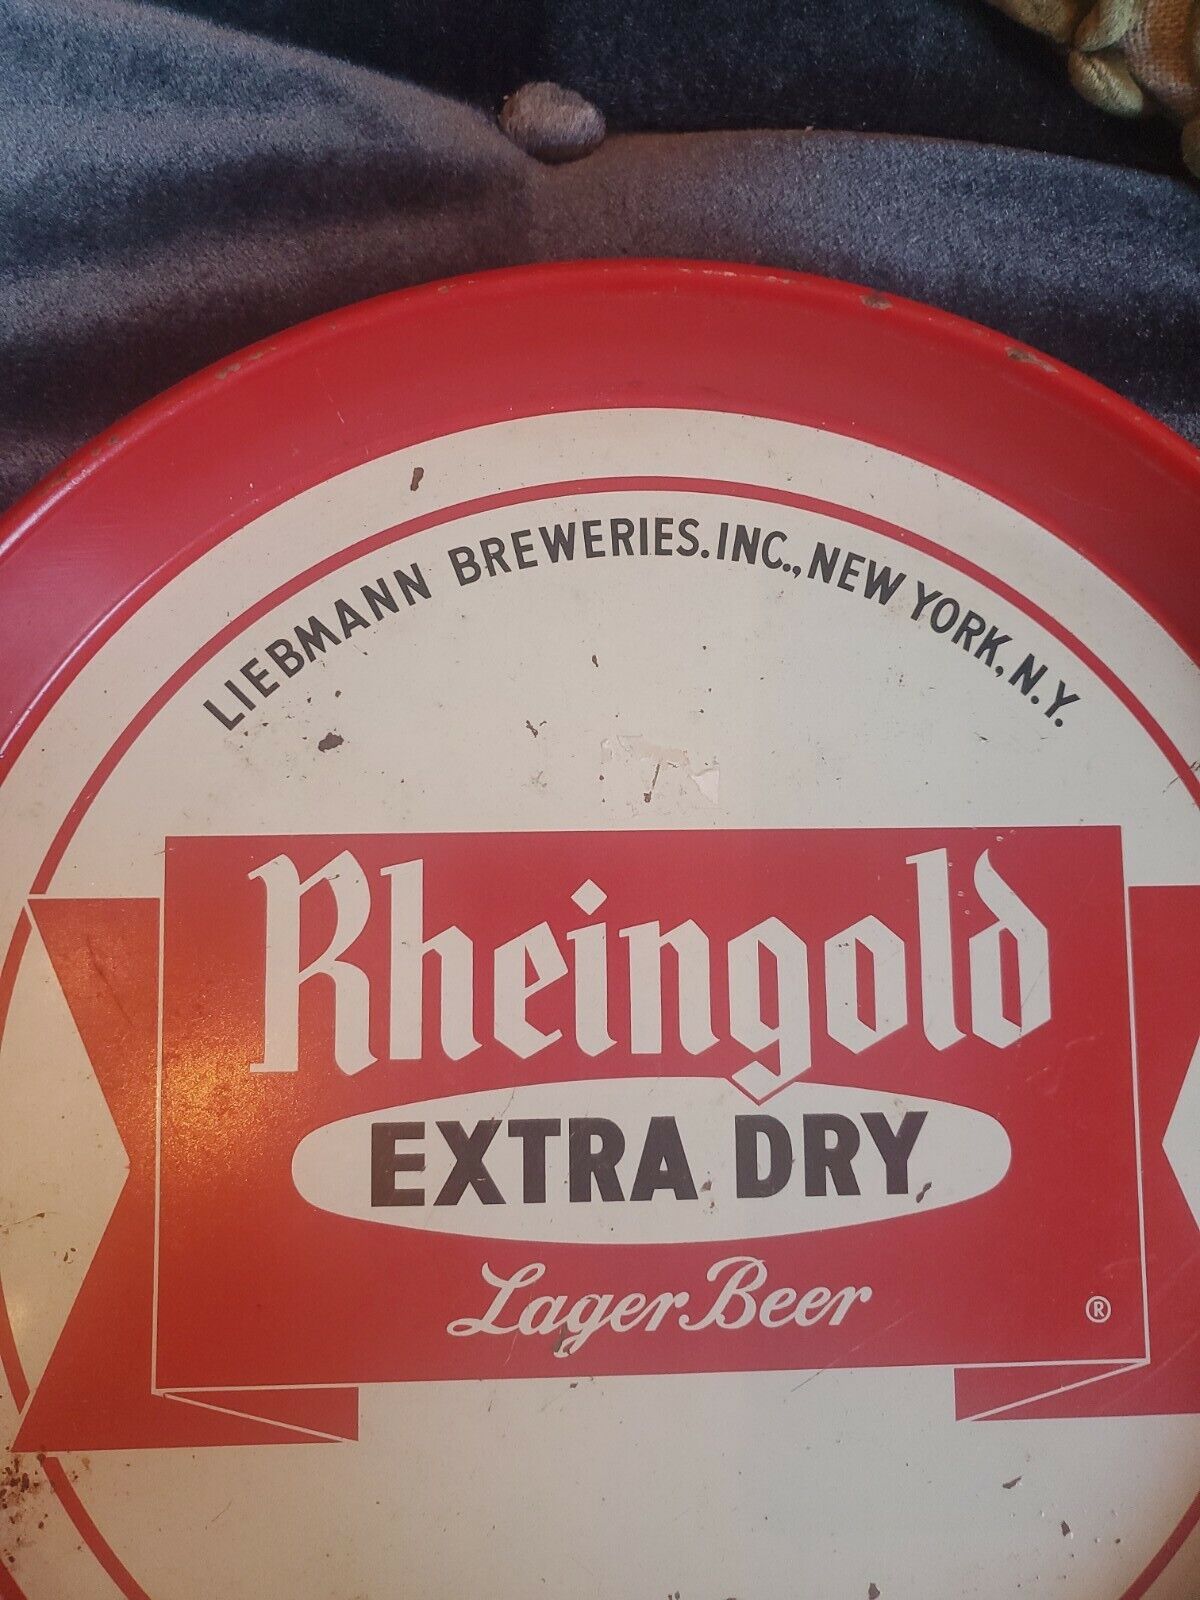 LIEBMANN BREWERIES. INC., NEW YORK, N.Y.
Rheingold
EXTRA DRY
Lager Beer ®